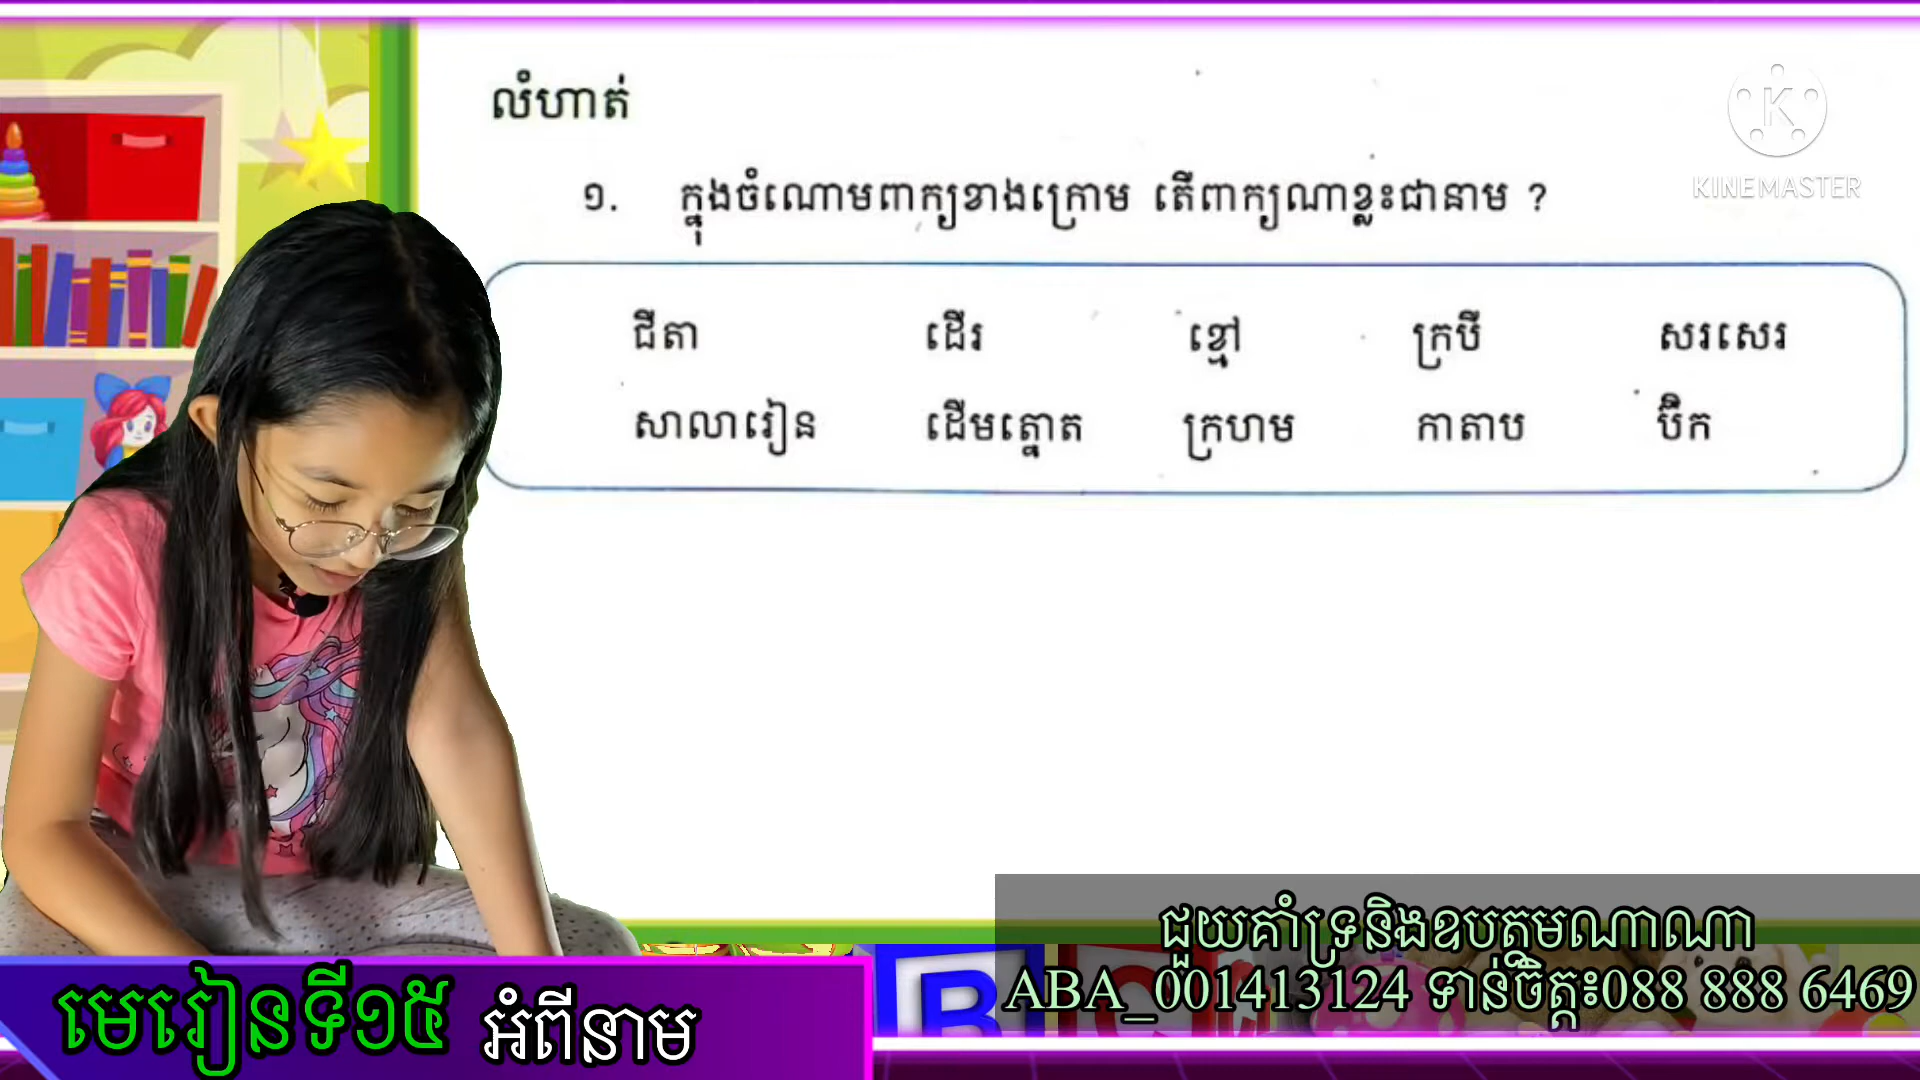 លំហាត់
KINEMASTER
១. ក្នុងចំណោមពាក្យខាងក្រោម តើពាក្យណាខ្លះជានាម ?
ជីតា ដើរ ខ្មៅ ក្របី សរសេរ
សាលារៀន ដើមត្នោត ក្រហម កាតាប ប៊ិក
ជួយគាំទ្រនិងឧបត្ថមណាណា
ABA_001413124 ទាន់ចិត្ត៖088 888 6469
មេរៀនទី១៥ អំពីនាម